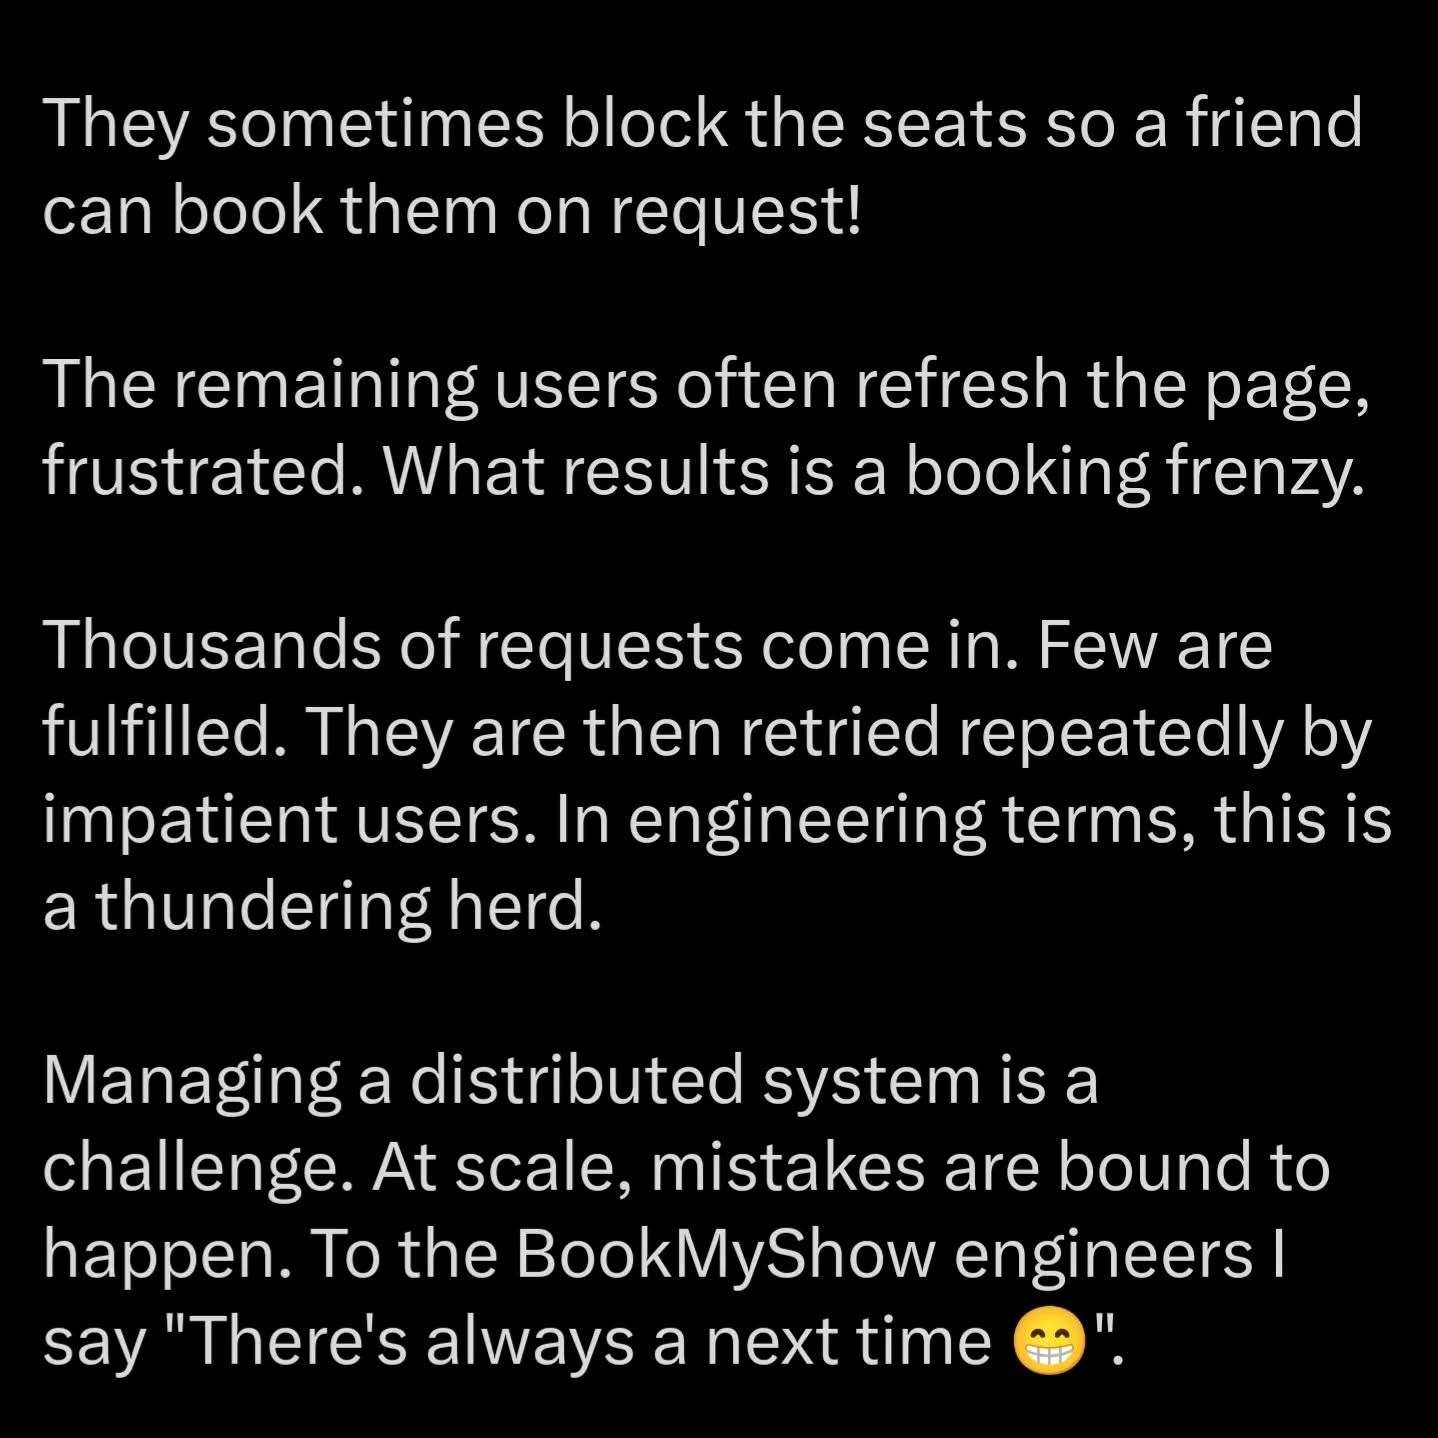 They sometimes block the seats so a friend
can book them on request!
The remaining users often refresh the page,
frustrated. What results is a booking frenzy.
Thousands of requests come in. Few are
fulfilled. They are then retried repeatedly by
impatient users. In engineering terms, this is
a thundering herd.
Managing a distributed system is a
challenge. At scale, mistakes are bound to
happen. To the BookMyShow engineers I
say "There's always a next time 😁".